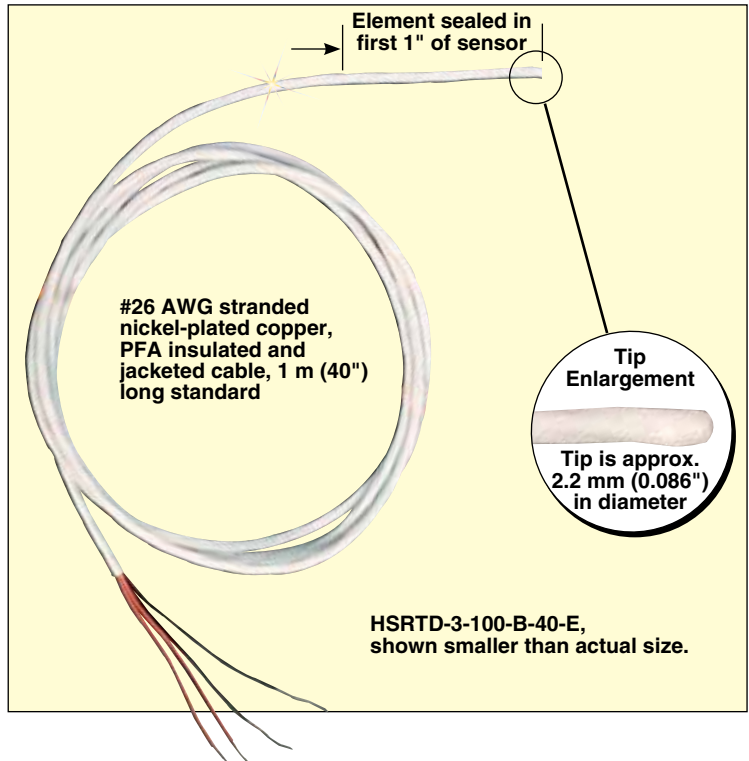 Element sealed in
first 1" of sensor
#26 AWG stranded
nickel-plated copper,
PFA insulated and
jacketed cable, 1 m (40")
long standard
Tip
Enlargement
Tip is approx.
2.2 mm (0.086")
in diameter
HSRTD-3-100-B-40-E,
shown smaller than actual size.